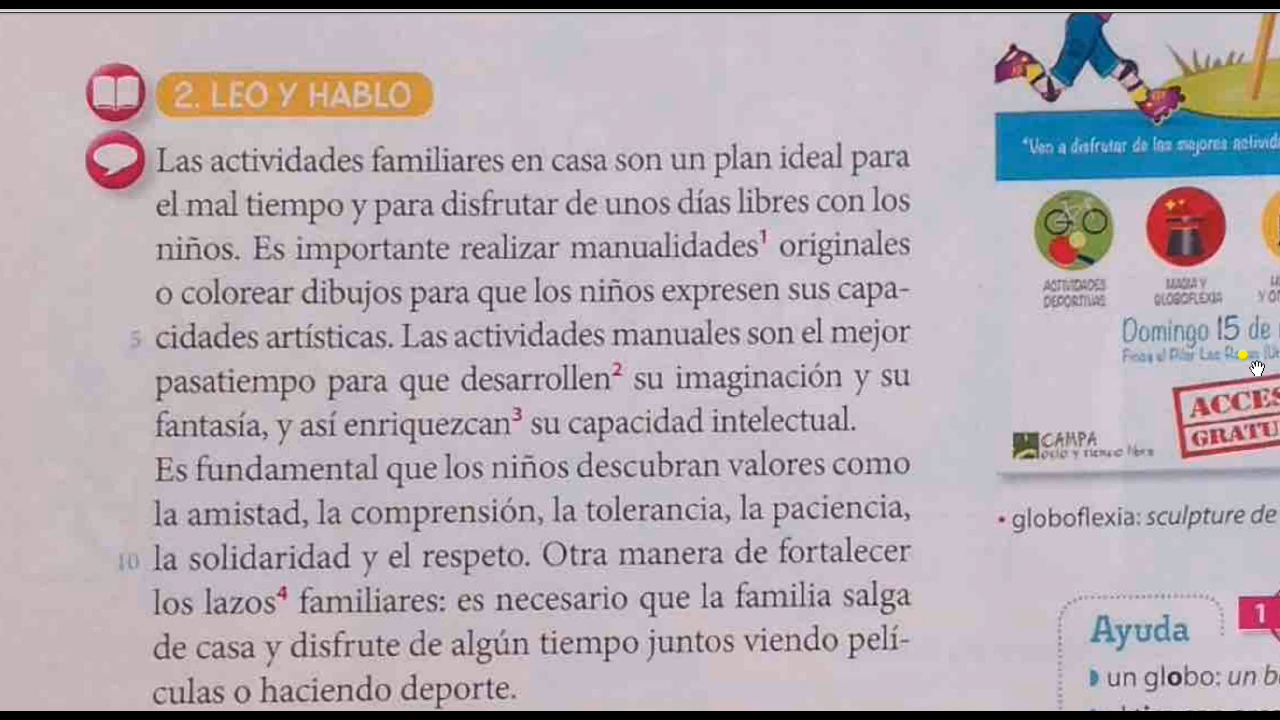 2. LEO Y HABLO
Las actividades familiares en casa son un plan ideal para
el mal tiempo y para disfrutar de unos días libres con los
niños. Es importante realizar manualidades¹ originales
o colorear dibujos para que los niños expresen sus capa-
5 cidades artísticas. Las actividades manuales son el mejor
pasatiempo para que desarrollen² su imaginación y su
fantasía, y así enriquezcan³ su capacidad intelectual.
Es fundamental que los niños descubran valores como
la amistad, la comprensión, la tolerancia, la paciencia,
10 la solidaridad y el respeto. Otra manera de fortalecer
los lazos⁴ familiares: es necesario que la familia salga
de casa y disfrute de algún tiempo juntos viendo pelí-
culas o haciendo deporte.
"Ven a disfrutar de las mejores
ACTIVIDADES
DEPORTIVAS
MAGIA Y
GLOBOFLEXIA
Domingo 15 de
Finca el Pilar Las
ACCES
GRATU
CAMPA
ocio y tiempo libre
• globoflexia: sculpture de
Ayuda
1
un globo: un